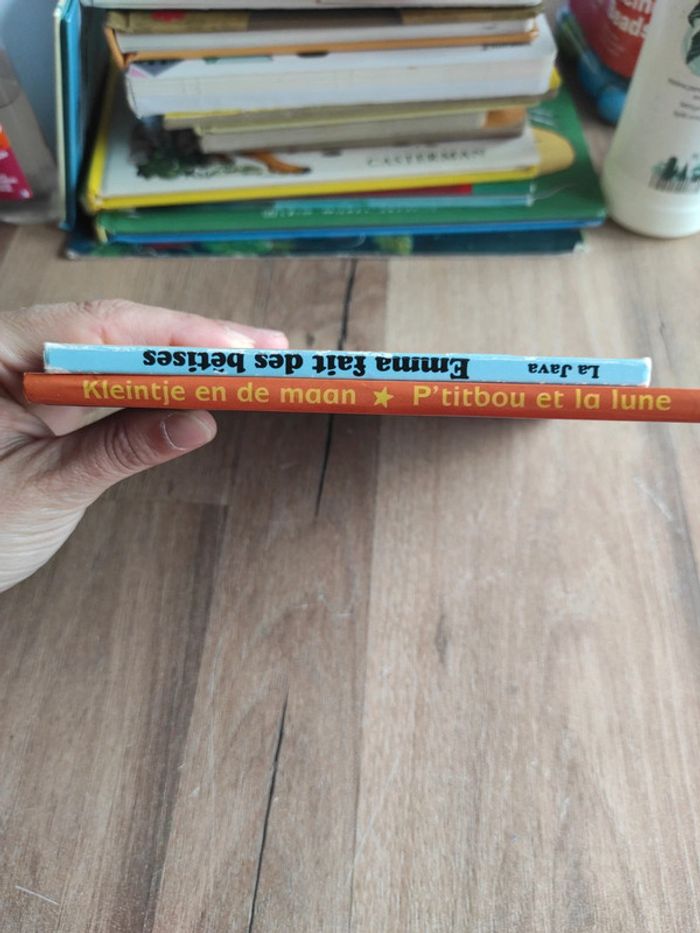 CASTERMAN
La Java Emma fait des bêtises
Kleintje en de maan ★ P'titbou et la lune